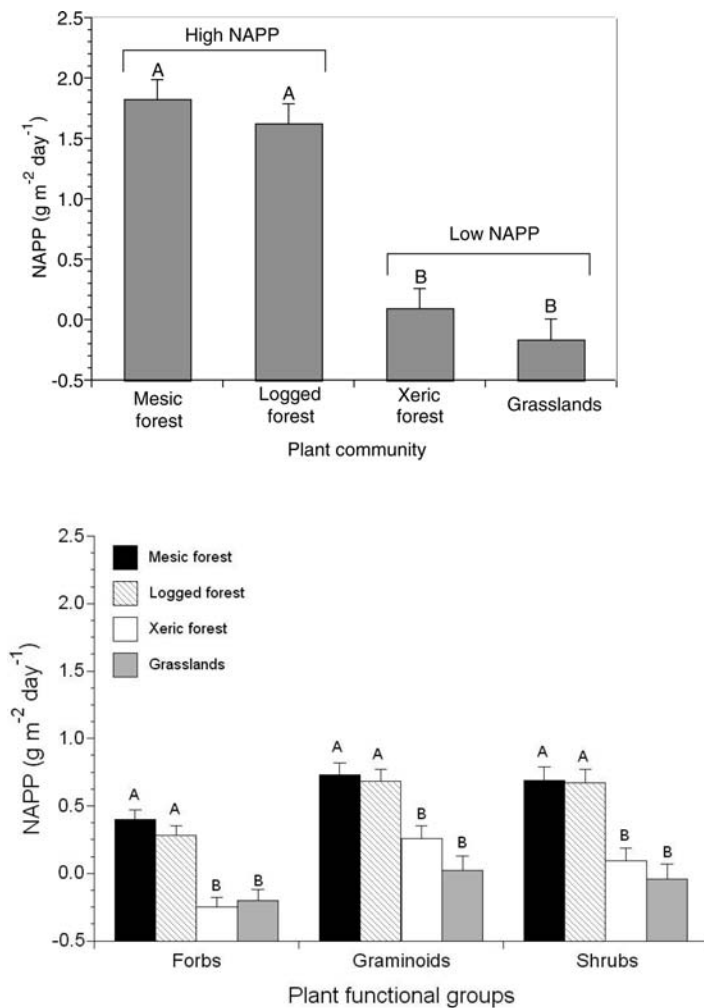 2.5
High NAPP
A
2.0
A
1.5
NAPP (g m-2 day-1)
1.0
Low NAPP
0.5
B
B
0.0
-0.5
Mesic forest
Logged forest
Xeric forest
Grasslands
Plant community
2.5
Mesic forest
Logged forest
2.0
Xeric forest
Grasslands
1.5
NAPP (g m-2 day-1)
1.0
A A
A A
A A
0.5
B B
B B
B B
0.0
-0.5
Forbs
Graminoids
Shrubs
Plant functional groups